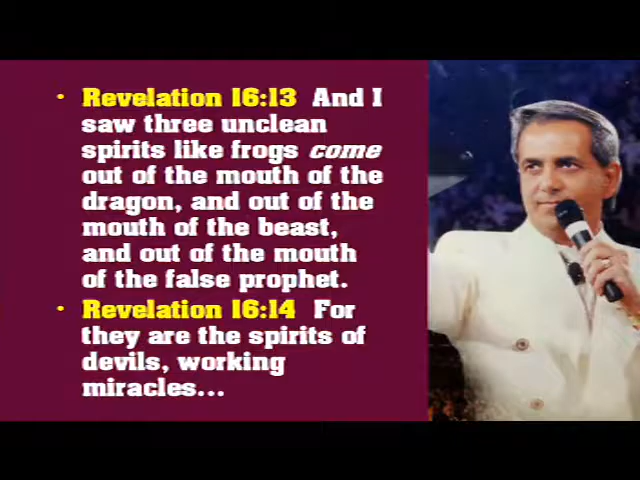 • Revelation 16:13 And I
saw three unclean
spirits like frogs come
out of the mouth of the
dragon, and out of the
mouth of the beast,
and out of the mouth
of the false prophet.
• Revelation 16:14 For
they are the spirits of
devils, working
miracles...